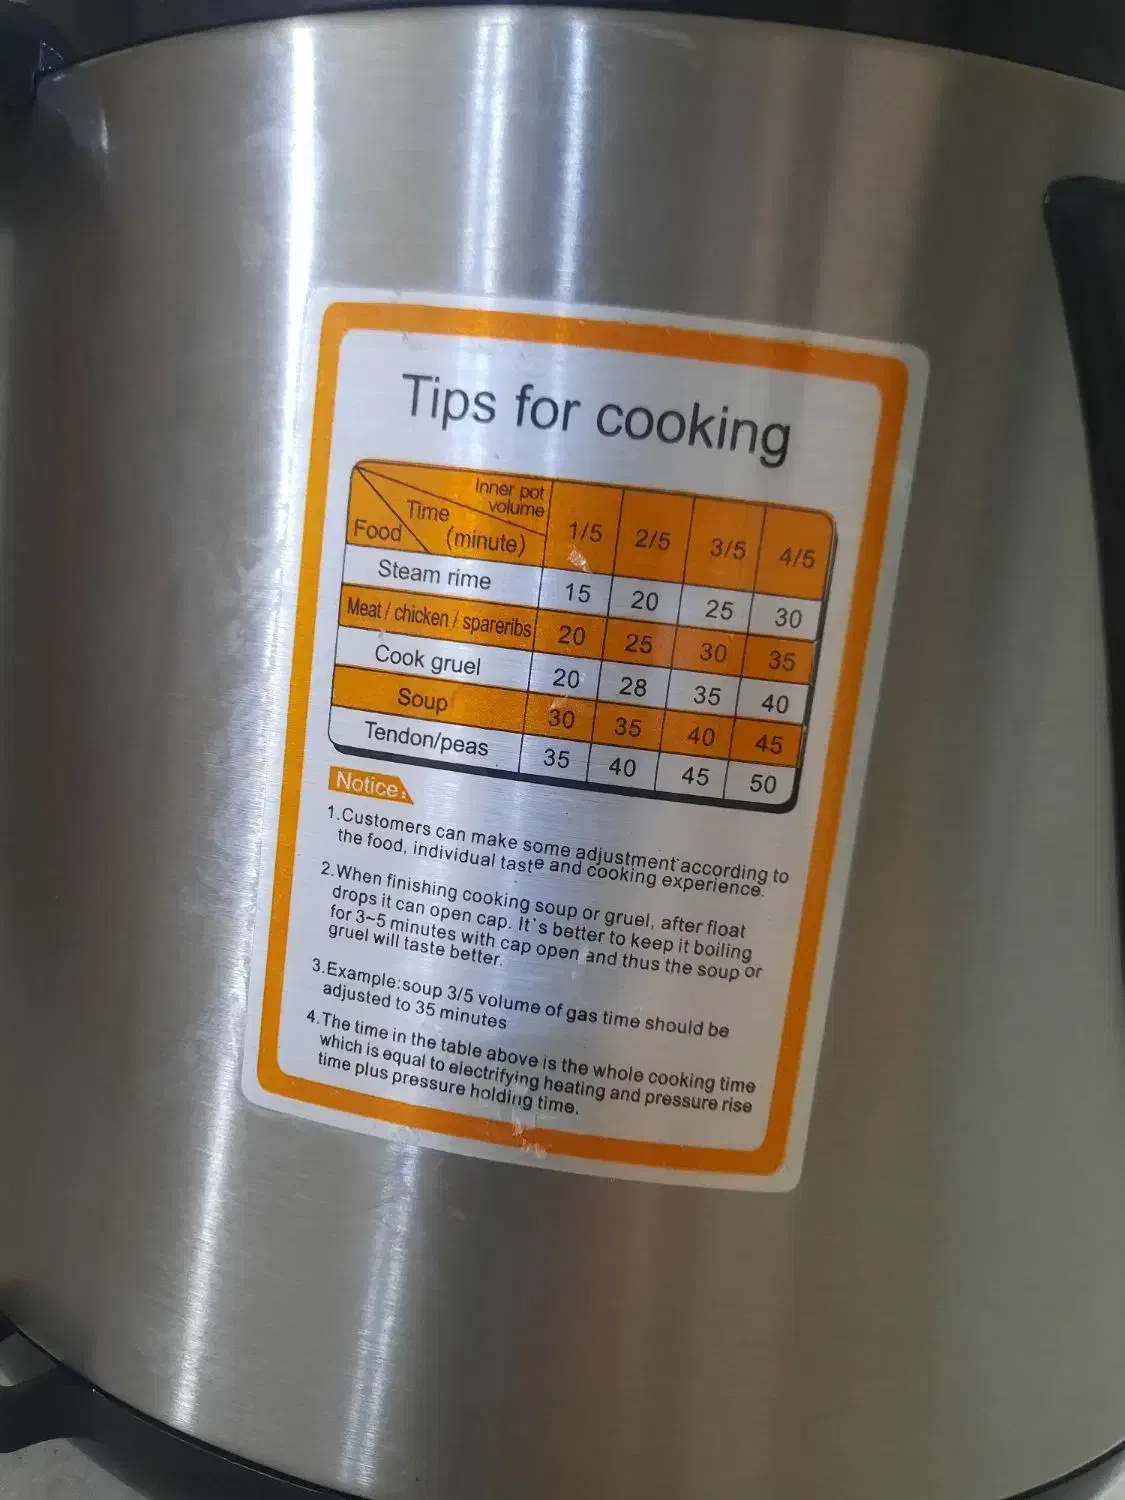 Tips for cooking
Inner pot
volume
Time
(minute)
Food
1/5 2/5 3/5 4/5
Steam rime 15 20 25 30
Meat / chicken / spareribs 20 25 30 35
Cook gruel 20 28 35 40
Soup 30 35 40 45
Tendon/peas 35 40 45 50
Notice:
1.Customers can make some adjustment according to
the food, individual taste and cooking experience.
2.When finishing cooking soup or gruel, after float
drops it can open cap. It`s better to keep it boiling
for 3~5 minutes with cap open and thus the soup or
gruel will taste better.
3.Example:soup 3/5 volume of gas time should be
adjusted to 35 minutes
4.The time in the table above is the whole cooking time
which is equal to electrifying heating and pressure rise
time plus pressure holding time.